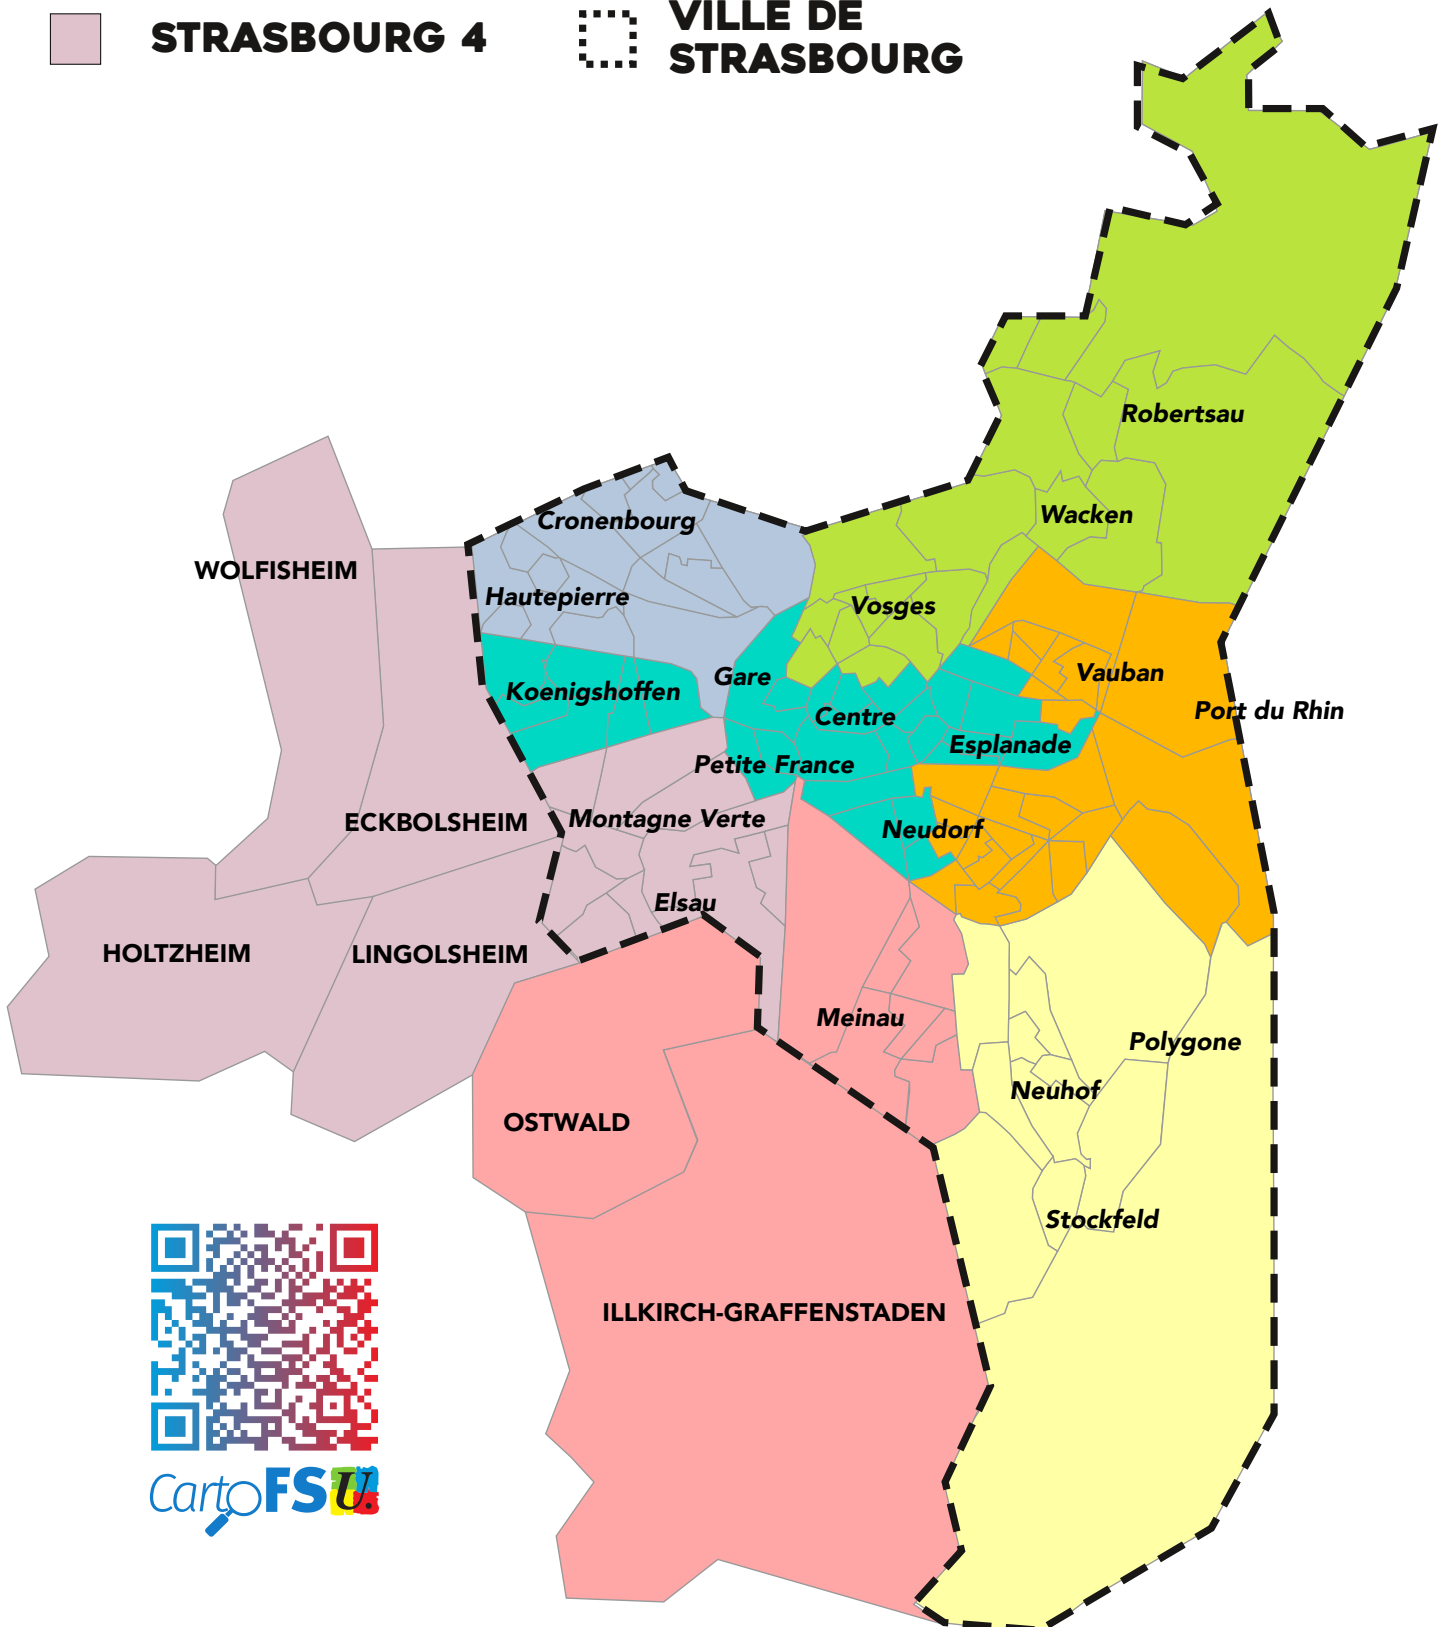 STRASBOURG 4
VILLE DE
STRASBOURG
Robertsau
Wacken
Cronenbourg
WOLFISHEIM
Hautepierre
Vosges
Vauban
Gare
Koenigshoffen
Port du Rhin
Centre
Esplanade
Petite France
Montagne Verte
ECKBOLSHEIM
Neudorf
Elsau
HOLTZHEIM
LINGOLSHEIM
Meinau
Polygone
Neuhof
OSTWALD
Stockfeld
ILLKIRCH-GRAFFENSTADEN
CartoFSU.